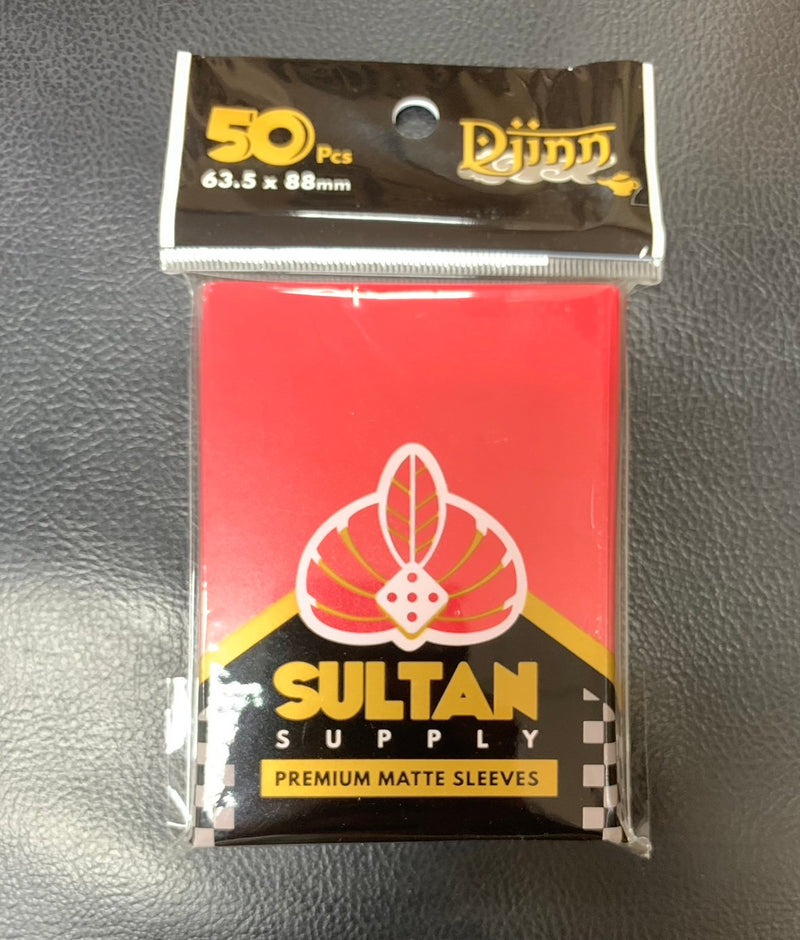 50 Pcs
63.5 x 88mm
Djinn
SULTAN
SUPPLY
PREMIUM MATTE SLEEVES